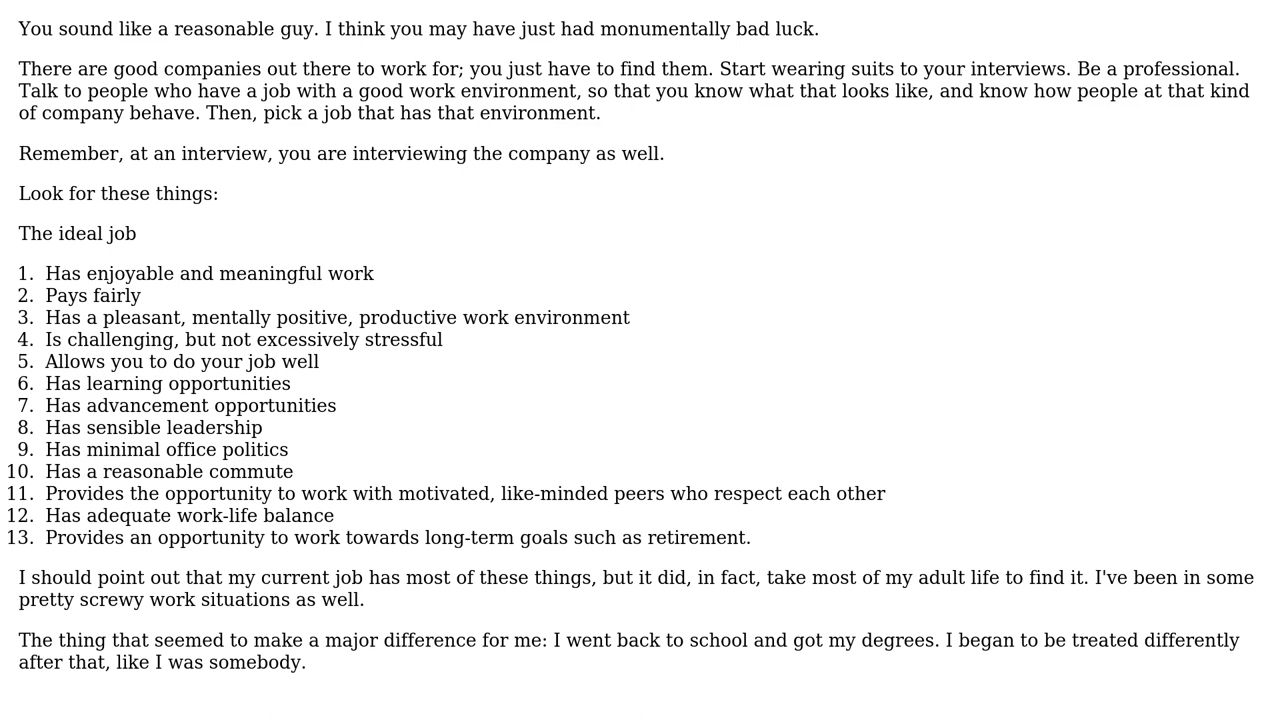 You sound like a reasonable guy. I think you may have just had monumentally bad luck.
There are good companies out there to work for; you just have to find them. Start wearing suits to your interviews. Be a professional.
Talk to people who have a job with a good work environment, so that you know what that looks like, and know how people at that kind
of company behave. Then, pick a job that has that environment.
Remember, at an interview, you are interviewing the company as well.
Look for these things:
The ideal job
1. Has enjoyable and meaningful work
2. Pays fairly
3. Has a pleasant, mentally positive, productive work environment
4. Is challenging, but not excessively stressful
5. Allows you to do your job well
6. Has learning opportunities
7. Has advancement opportunities
8. Has sensible leadership
9. Has minimal office politics
10. Has a reasonable commute
11. Provides the opportunity to work with motivated, like-minded peers who respect each other
12. Has adequate work-life balance
13. Provides an opportunity to work towards long-term goals such as retirement.
I should point out that my current job has most of these things, but it did, in fact, take most of my adult life to find it. I've been in some
pretty screwy work situations as well.
The thing that seemed to make a major difference for me: I went back to school and got my degrees. I began to be treated differently
after that, like I was somebody.